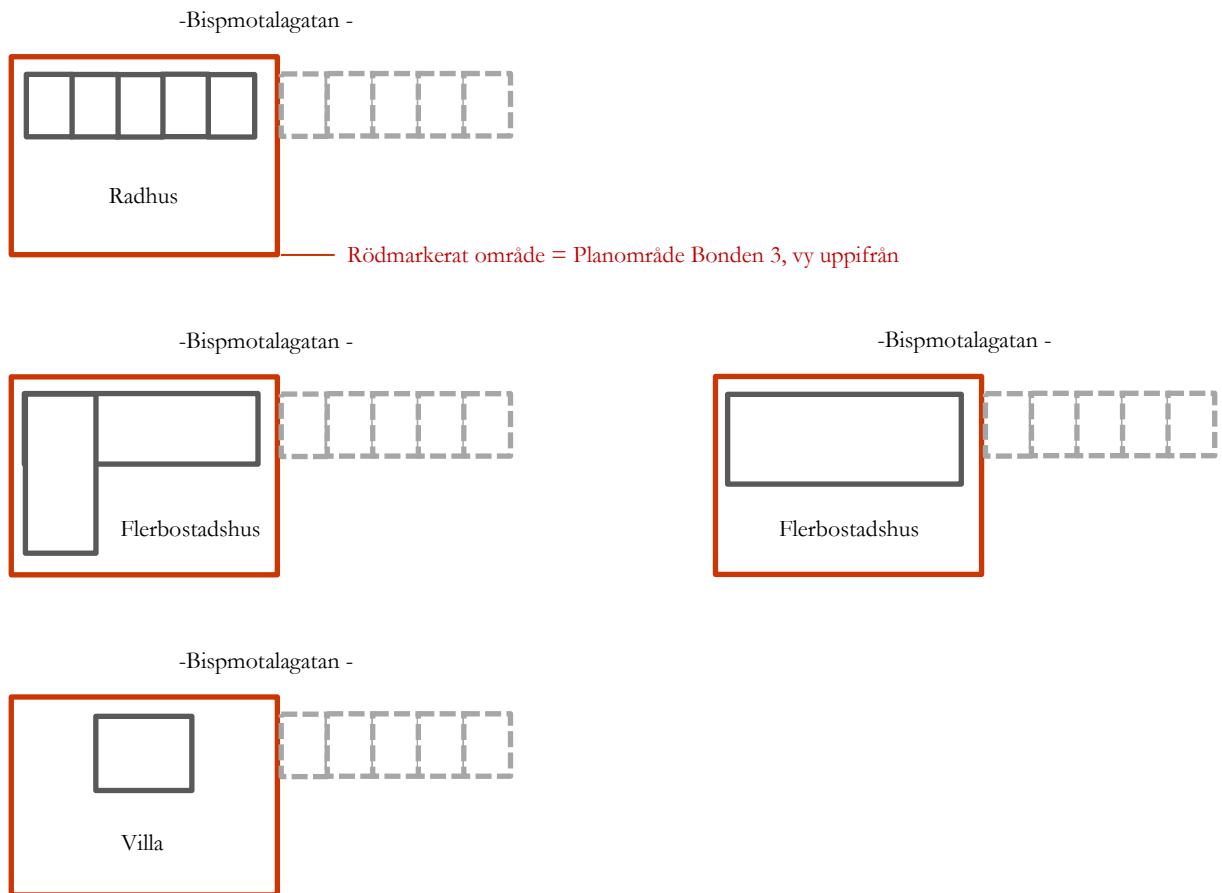 -Bispmotalagatan -
Radhus
Rödmarkerat område = Planområde Bonden 3, vy uppifrån
-Bispmotalagatan -
Flerbostadshus
-Bispmotalagatan -
Flerbostadshus
-Bispmotalagatan -
Villa